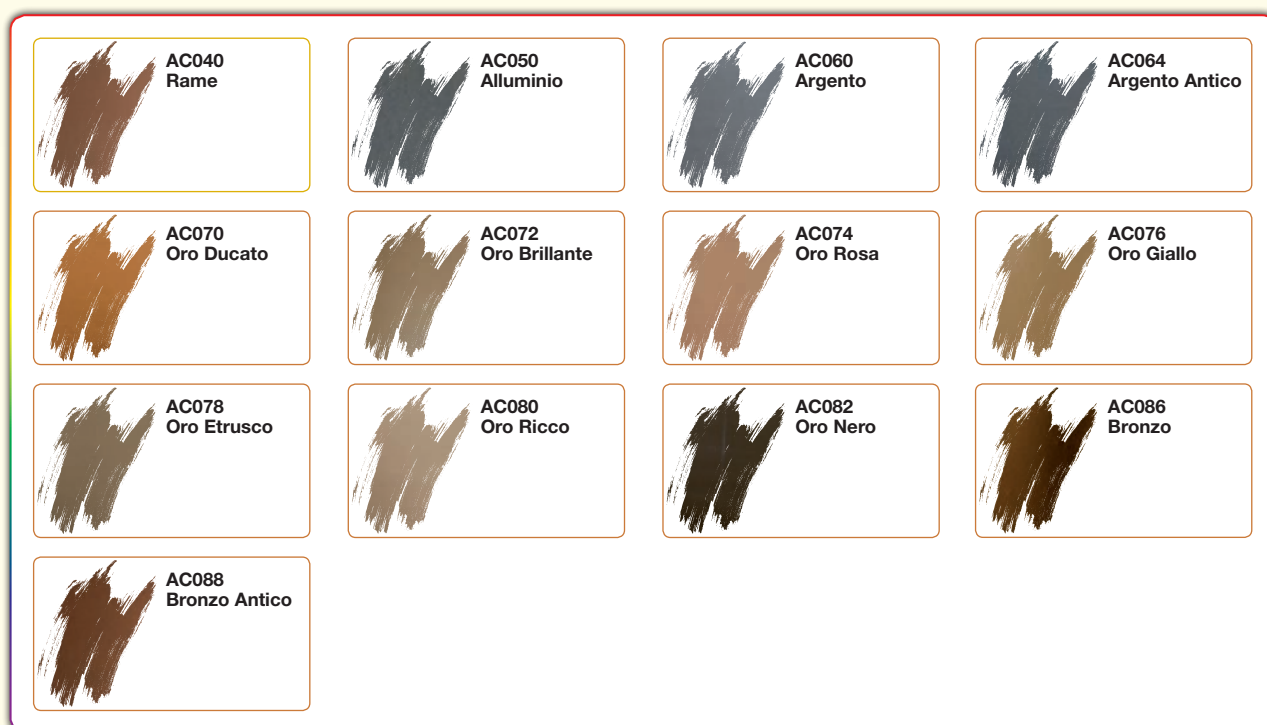 AC040
Rame
AC050
Alluminio
AC060
Argento
AC064
Argento Antico
AC070
Oro Ducato
AC072
Oro Brillante
AC074
Oro Rosa
AC076
Oro Giallo
AC078
Oro Etrusco
AC080
Oro Ricco
AC082
Oro Nero
AC086
Bronzo
AC088
Bronzo Antico